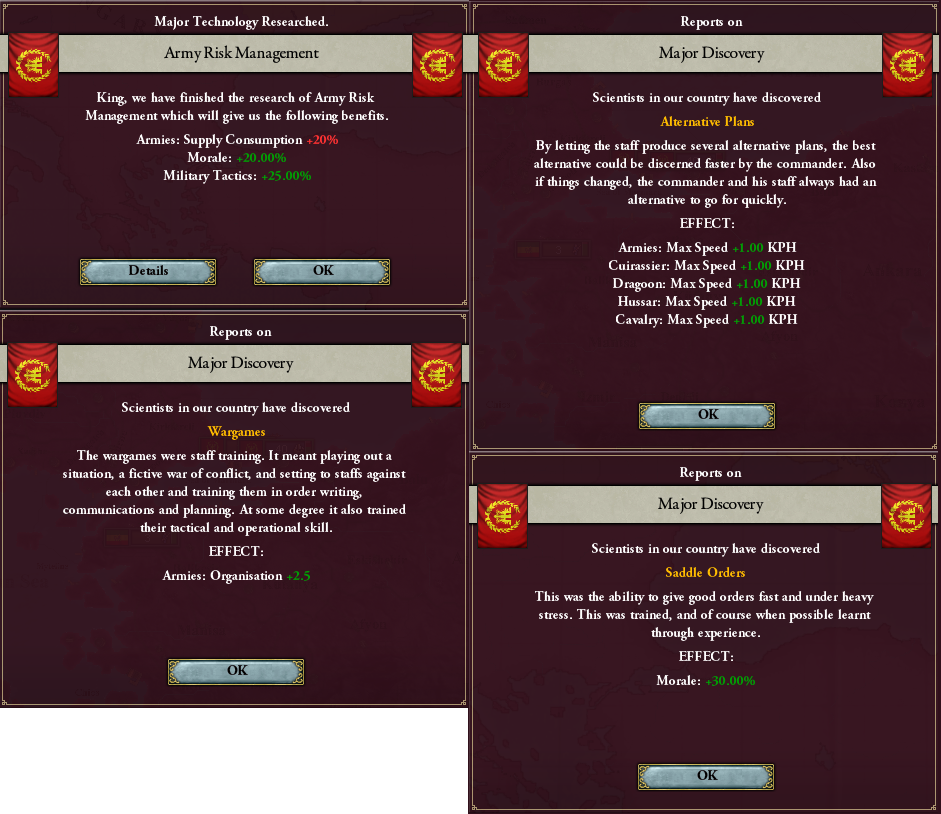 Major Technology Researched.
Army Risk Management
King, we have finished the research of Army Risk
Management which will give us the following benefits.
Armies: Supply Consumption +20%
Morale: +20.00%
Military Tactics: +25.00%
Details
OK
Reports on
Major Discovery
Scientists in our country have discovered
Alternative Plans
By letting the staff produce several alternative plans, the best
alternative could be discerned faster by the commander. Also
if things changed, the commander and his staff always had an
alternative to go for quickly.
EFFECT:
Armies: Max Speed +1.00 KPH
Cuirassier: Max Speed +1.00 KPH
Dragoon: Max Speed +1.00 KPH
Hussar: Max Speed +1.00 KPH
Cavalry: Max Speed +1.00 KPH
OK
Reports on
Major Discovery
Scientists in our country have discovered
Wargames
The wargames were staff training. It meant playing out a
situation, a fictive war of conflict, and setting to staffs against
each other and training them in order writing,
communications and planning. At some degree it also trained
their tactical and operational skill.
EFFECT:
Armies: Organisation +2.5
OK
Reports on
Major Discovery
Scientists in our country have discovered
Saddle Orders
This was the ability to give good orders fast and under heavy
stress. This was trained, and of course when possible learnt
through experience.
EFFECT:
Morale: +30.00%
OK